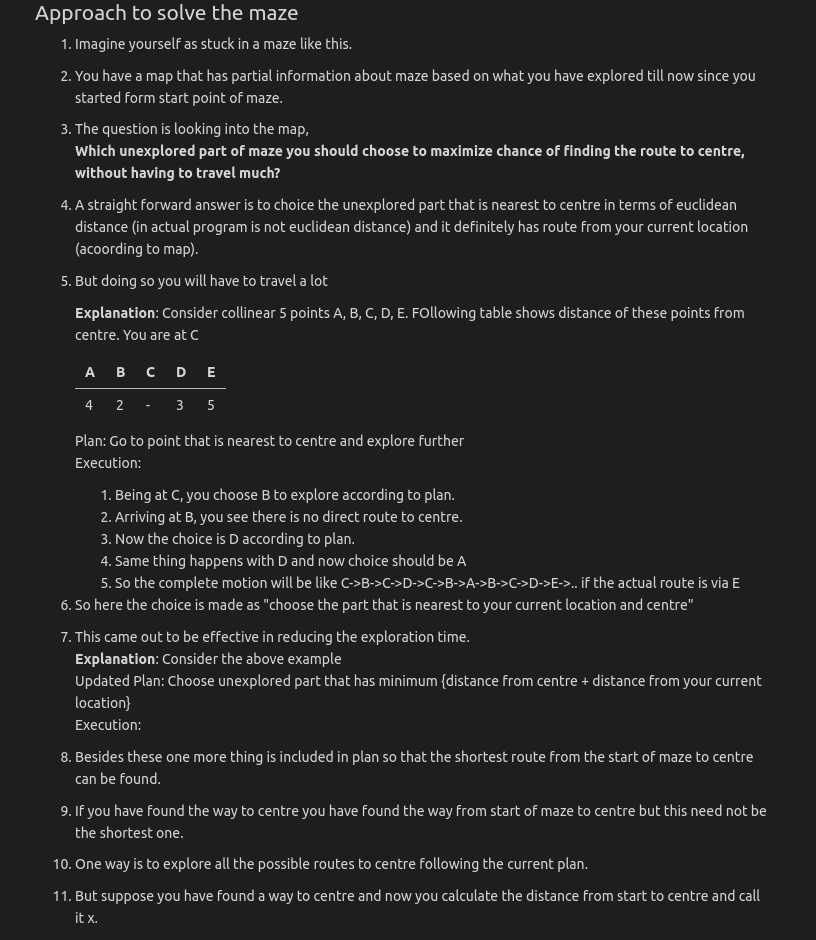 Approach to solve the maze
1. Imagine yourself as stuck in a maze like this.
2. You have a map that has partial information about maze based on what you have explored till now since you
started form start point of maze.
3. The question is looking into the map,
Which unexplored part of maze you should choose to maximize chance of finding the route to centre,
without having to travel much?
4. A straight forward answer is to choice the unexplored part that is nearest to centre in terms of euclidean
distance (in actual program is not euclidean distance) and it definitely has route from your current location
(acoording to map).
5. But doing so you will have to travel a lot
Explanation: Consider collinear 5 points A, B, C, D, E. FOllowing table shows distance of these points from
centre. You are at C
A B C D E
4 2 - 3 5
Plan: Go to point that is nearest to centre and explore further
Execution:
1. Being at C, you choose B to explore according to plan.
2. Arriving at B, you see there is no direct route to centre.
3. Now the choice is D according to plan.
4. Same thing happens with D and now choice should be A
5. So the complete motion will be like C->B->C->D->C->B->A->B->C->D->E->.. if the actual route is via E
6. So here the choice is made as "choose the part that is nearest to your current location and centre"
7. This came out to be effective in reducing the exploration time.
Explanation: Consider the above example
Updated Plan: Choose unexplored part that has minimum {distance from centre + distance from your current
location}
Execution:
8. Besides these one more thing is included in plan so that the shortest route from the start of maze to centre
can be found.
9. If you have found the way to centre you have found the way from start of maze to centre but this need not be
the shortest one.
10. One way is to explore all the possible routes to centre following the current plan.
11. But suppose you have found a way to centre and now you calculate the distance from start to centre and call
it x.